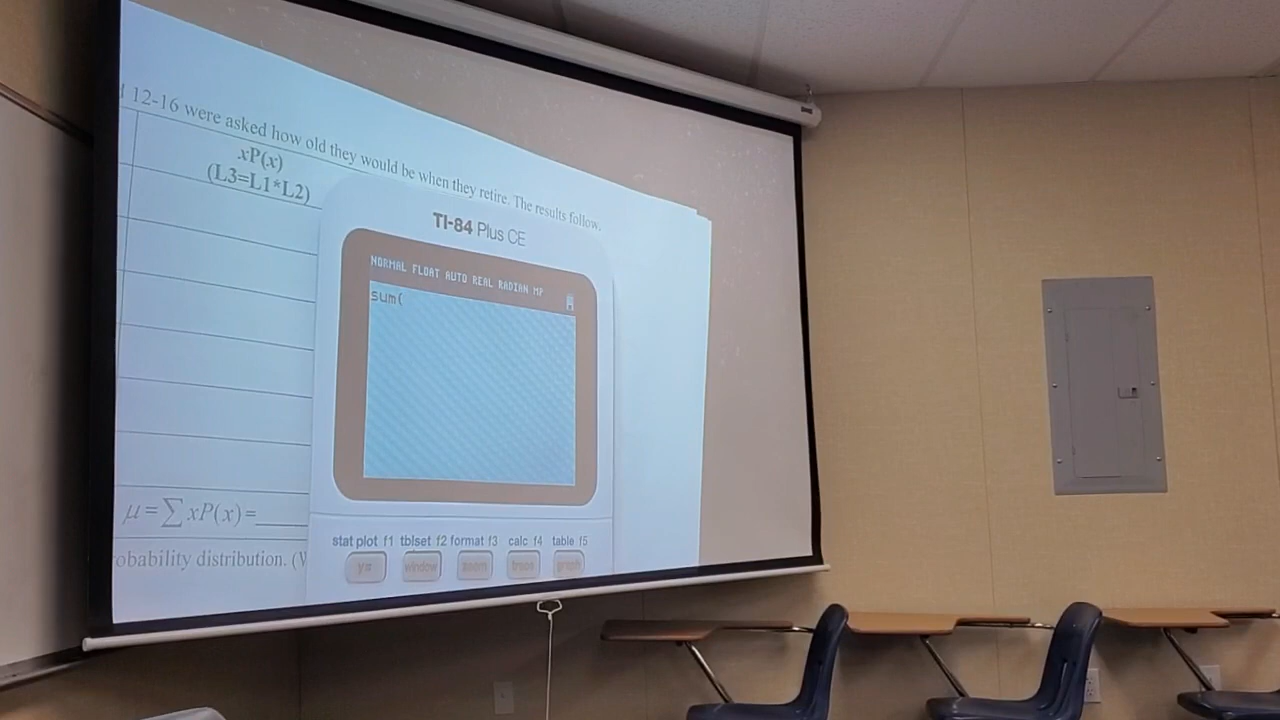 12-16 were asked how old they would be when they retire. The results follow.
xP(x)
(L3=L1*L2)
TI-84 Plus CE
NORMAL FLOAT AUTO REAL RADIAN MP
sum(
μ=∑xP(x)=
robability distribution. (
stat plot f1 tblset f2 format f3 calc f4 table f5
y= window zoom trace graph